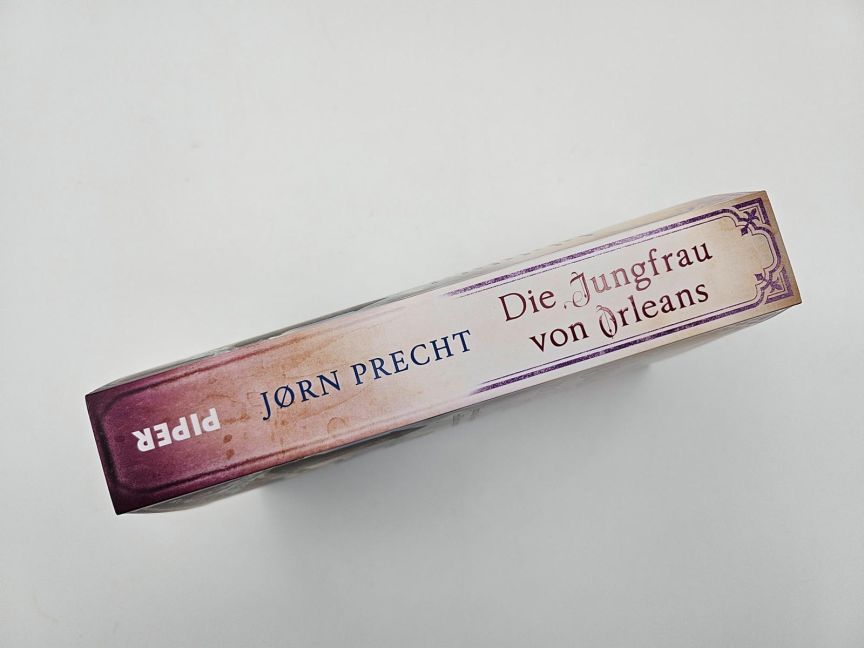 PIPER
JØRN PRECHT
Die Jungfrau
von Orleans